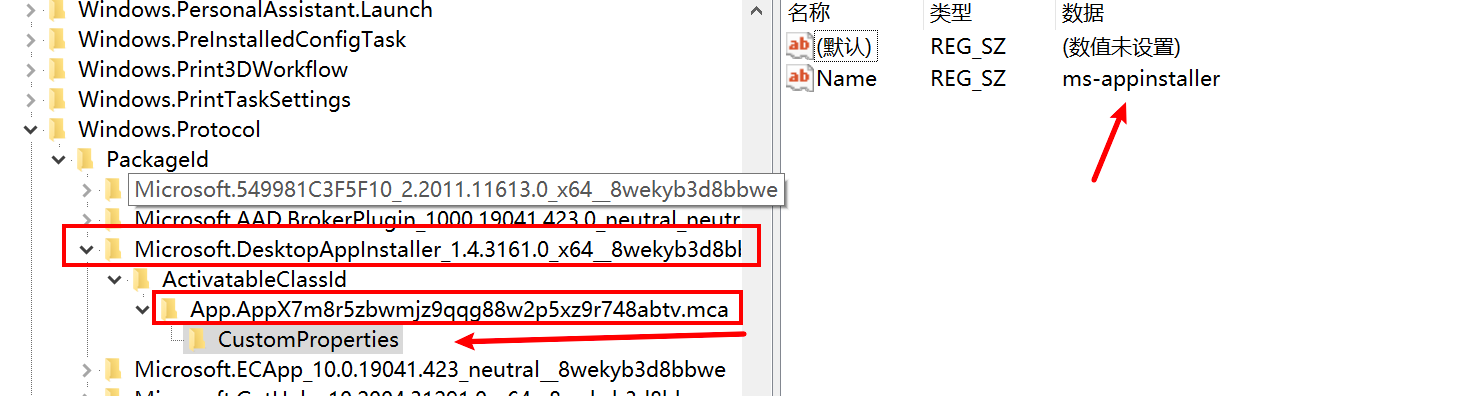 Windows.PersonalAssistant.Launch
Windows.PreInstalledConfigTask
Windows.Print3DWorkflow
Windows.PrintTaskSettings
Windows.Protocol
PackageId
Microsoft.549981C3F5F10_2.2011.11613.0_x64__8wekyb3d8bbwe
Microsoft.AAD.BrokerPlugin_1000.19041.423.0_neutral_neutr
Microsoft.DesktopAppInstaller_1.4.3161.0_x64__8wekyb3d8bl
ActivatableClassId
App.AppX7m8r5zbwmjz9qqg88w2p5xz9r748abtv.mca
CustomProperties
Microsoft.ECApp_10.0.19041.423_neutral__8wekyb3d8bbwe
名称 类型 数据
(默认) REG_SZ (数值未设置)
Name REG_SZ ms-appinstaller